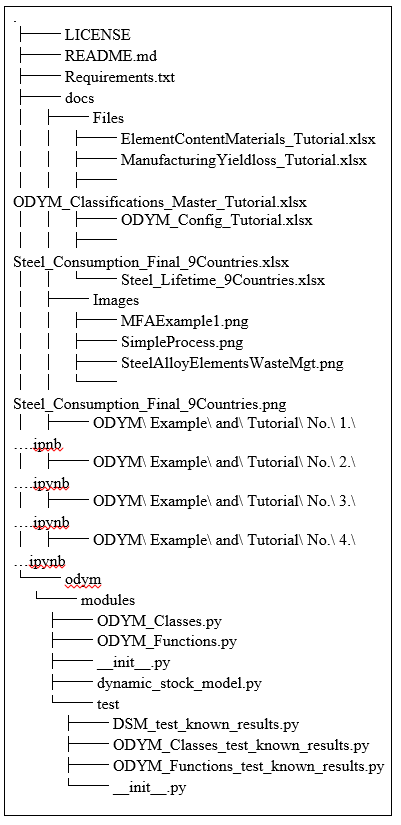 .
├── LICENSE
├── README.md
├── Requirements.txt
├── docs
│   ├── Files
│   │   ├── ElementContentMaterials_Tutorial.xlsx
│   │   ├── ManufacturingYieldloss_Tutorial.xlsx
│   │   ├──
ODYM_Classifications_Master_Tutorial.xlsx
│   │   ├── ODYM_Config_Tutorial.xlsx
│   │   ├──
Steel_Consumption_Final_9Countries.xlsx
│   │   └── Steel_Lifetime_9Countries.xlsx
│   ├── Images
│   │   ├── MFAExample1.png
│   │   ├── SimpleProcess.png
│   │   ├── SteelAlloyElementsWasteMgt.png
│   │   └──
Steel_Consumption_Final_9Countries.png
│   ├── ODYM\ Example\ and\ Tutorial\ No.\ 1.\
….ipnb
│   ├── ODYM\ Example\ and\ Tutorial\ No.\ 2.\
….ipynb
│   ├── ODYM\ Example\ and\ Tutorial\ No.\ 3.\
….ipynb
│   ├── ODYM\ Example\ and\ Tutorial\ No.\ 4.\
…ipynb
└── odym
    └── modules
        ├── ODYM_Classes.py
        ├── ODYM_Functions.py
        ├── __init__.py
        ├── dynamic_stock_model.py
        └── test
            ├── DSM_test_known_results.py
            ├── ODYM_Classes_test_known_results.py
            ├── ODYM_Functions_test_known_results.py
            └── __init__.py